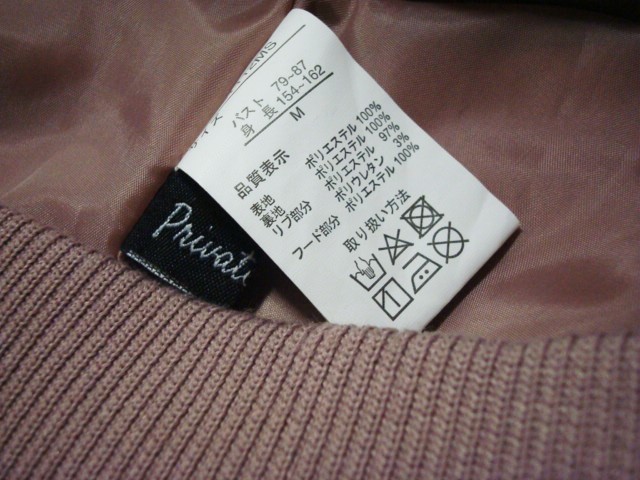 バスト 79~87
身長 154~162
M
品質表示
表地 ポリエステル 100%
裏地 ポリエステル 100%
リブ部分 ポリエステル 97%
ポリウレタン 3%
フード部分 ポリエステル 100%
取り扱い方法
Privat